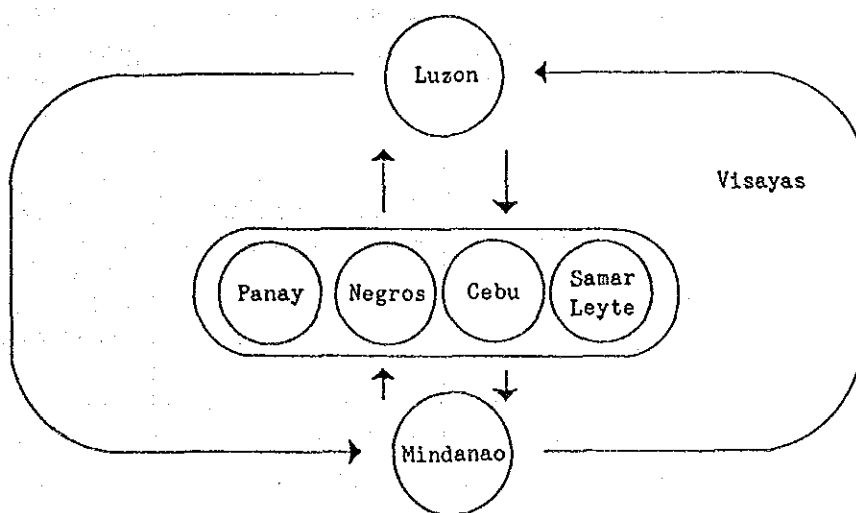 Luzon
Visayas
Panay
Negros
Cebu
Samar
Leyte
Mindanao